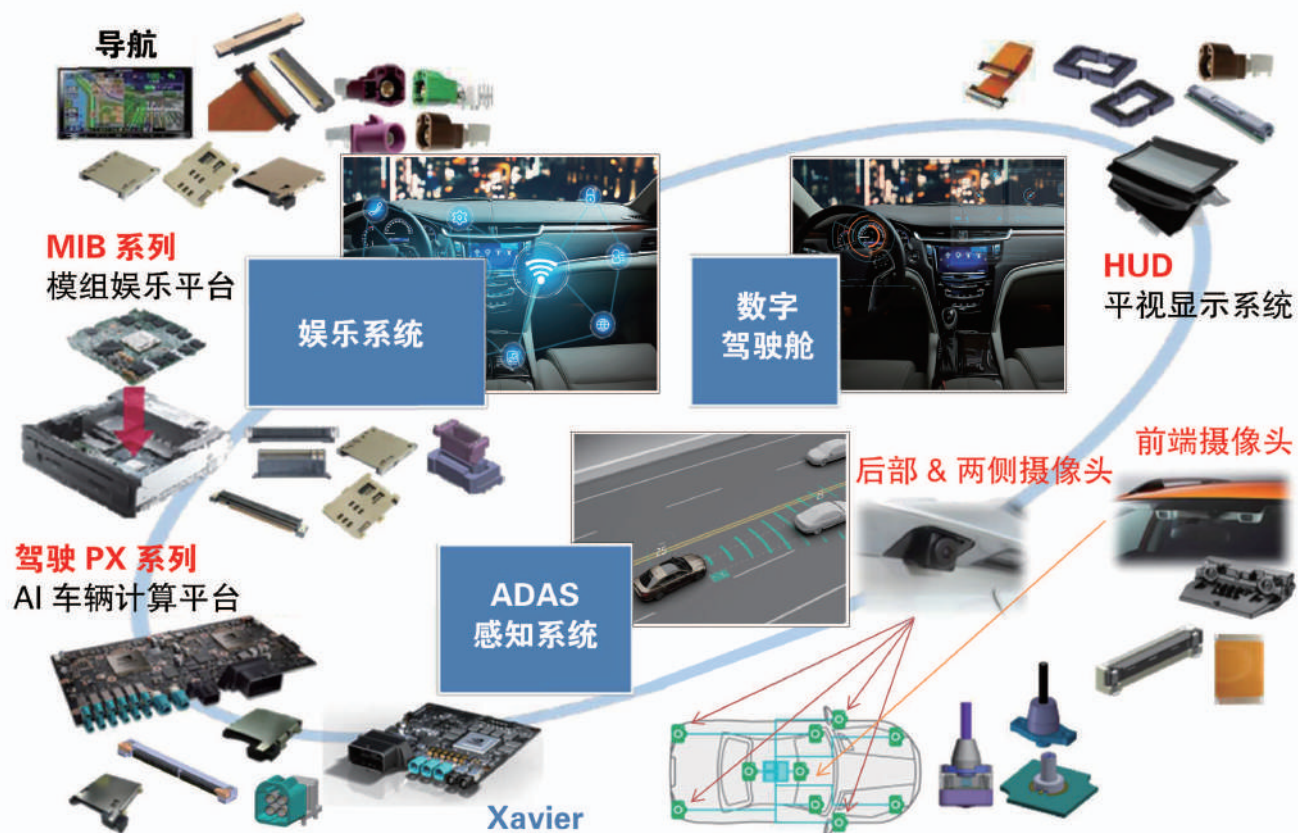 导航
MIB 系列
模组娱乐平台
娱乐系统
数字
驾驶舱
HUD
平视显示系统
前端摄像头
后部 & 两侧摄像头
驾驶 PX 系列
AI 车辆计算平台
ADAS
感知系统
Xavier